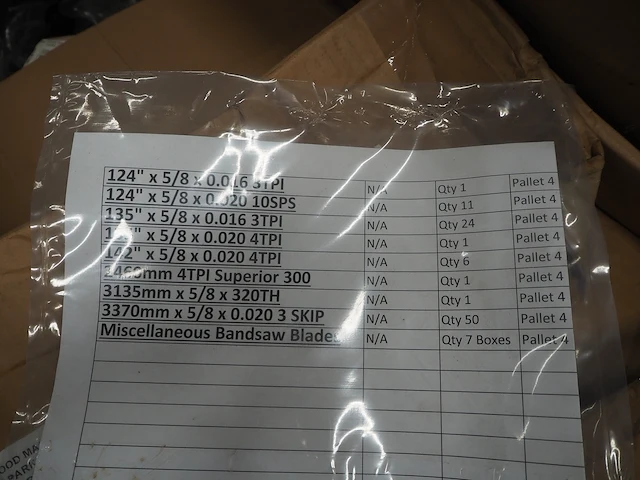 124" x 5/8 x 0.016 3TPI N/A Qty 1 Pallet 4
124" x 5/8 x 0.020 10SPS N/A Qty 11 Pallet 4
135" x 5/8 x 0.016 3TPI N/A Qty 24 Pallet 4
x 5/8 x 0.020 4TPI N/A Qty 1 Pallet 4
142" x 5/8 x 0.020 4TPI N/A Qty 6 Pallet 4
4TPI Superior 300 N/A Qty 1 Pallet 4
3135mm x 5/8 x 320TH N/A Qty 1 Pallet 4
3370mm x 5/8 x 0.020 3 SKIP N/A Qty 50 Pallet 4
Miscellaneous Bandsaw Blades N/A Qty 7 Boxes Pallet 4